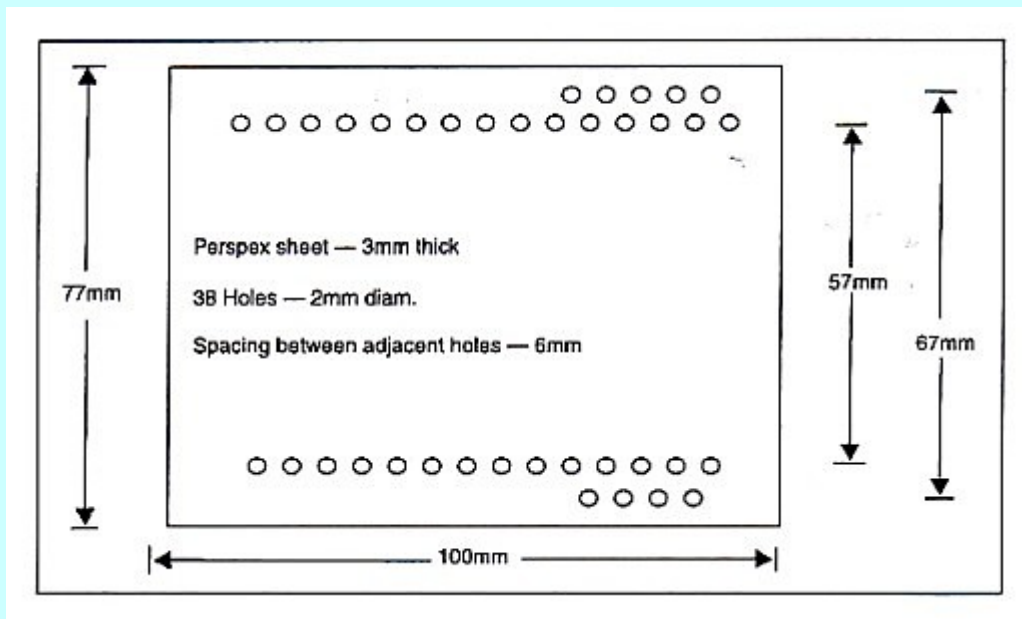 Perspex sheet — 3mm thick
77mm
38 Holes — 2mm diam.
57mm
Spacing between adjacent holes — 6mm
67mm
100mm